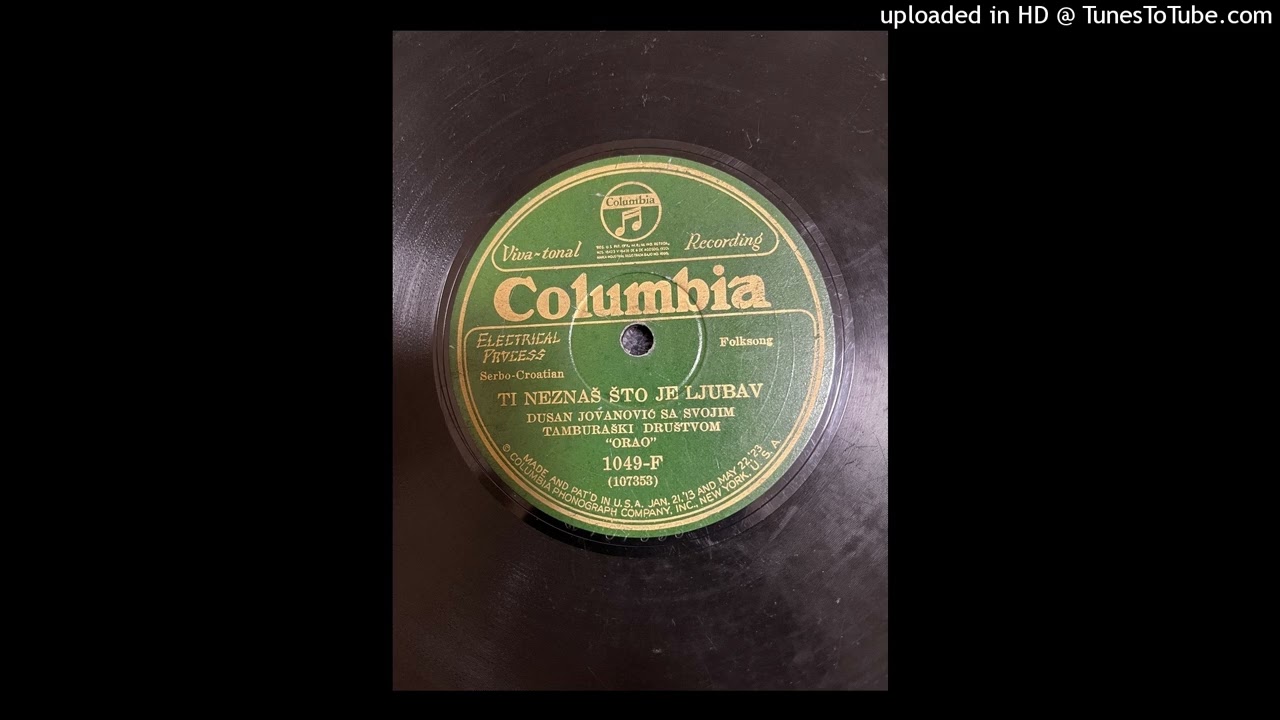 uploaded in HD @ TunesToTube.com
Columbia
Viva-tonal Recording
Columbia
ELECTRICAL
PROCESS
Folksong
Serbo-Croatian
TI NEZNAŠ ŠTO JE LJUBAV
DUSAN JOVANOVIĆ SA SVOJIM
TAMBURAŠKI DRUŠTVOM
“ORAO”
1049-F
(107353)
MADE AND PAT'D IN U.S.A. JAN. 21,'13 AND MAY 22,'23
© COLUMBIA PHONOGRAPH COMPANY, INC., NEW YORK, U.S.A.